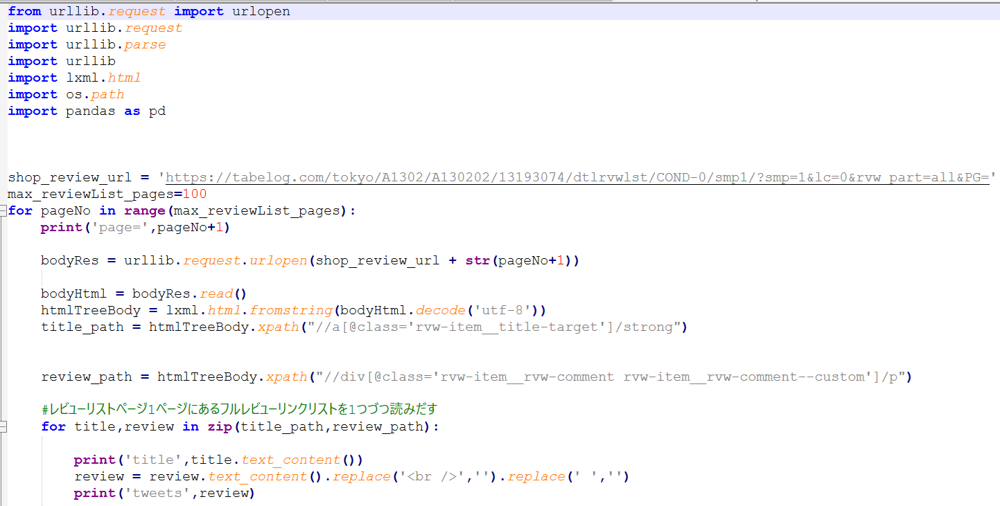 from urllib.request import urlopen
import urllib.request
import urllib.parse
import urllib
import lxml.html
import os.path
import pandas as pd
shop_review_url = 'https://tabelog.com/tokyo/A1302/A130202/13193074/dtlrvwlst/COND-0/smp1/?smp=1&lc=0&rvw_part=all&PG='
max_reviewList_pages=100
for pageNo in range(max_reviewList_pages):
    print('page=',pageNo+1)
    bodyRes = urllib.request.urlopen(shop_review_url + str(pageNo+1))
    bodyHtml = bodyRes.read()
    htmlTreeBody = lxml.html.fromstring(bodyHtml.decode('utf-8'))
    title_path = htmlTreeBody.xpath("//a[@class='rvw-item__title-target']/strong")
    review_path = htmlTreeBody.xpath("//div[@class='rvw-item__rvw-comment rvw-item__rvw-comment--custom']/p")
    #レビューリストページ1ページにあるフルレビューリンクリストを1つづつ読みだす
    for title,review in zip(title_path,review_path):
        print('title',title.text_content())
        review = review.text_content().replace('<br />','').replace(' ','')
        print('tweets',review)